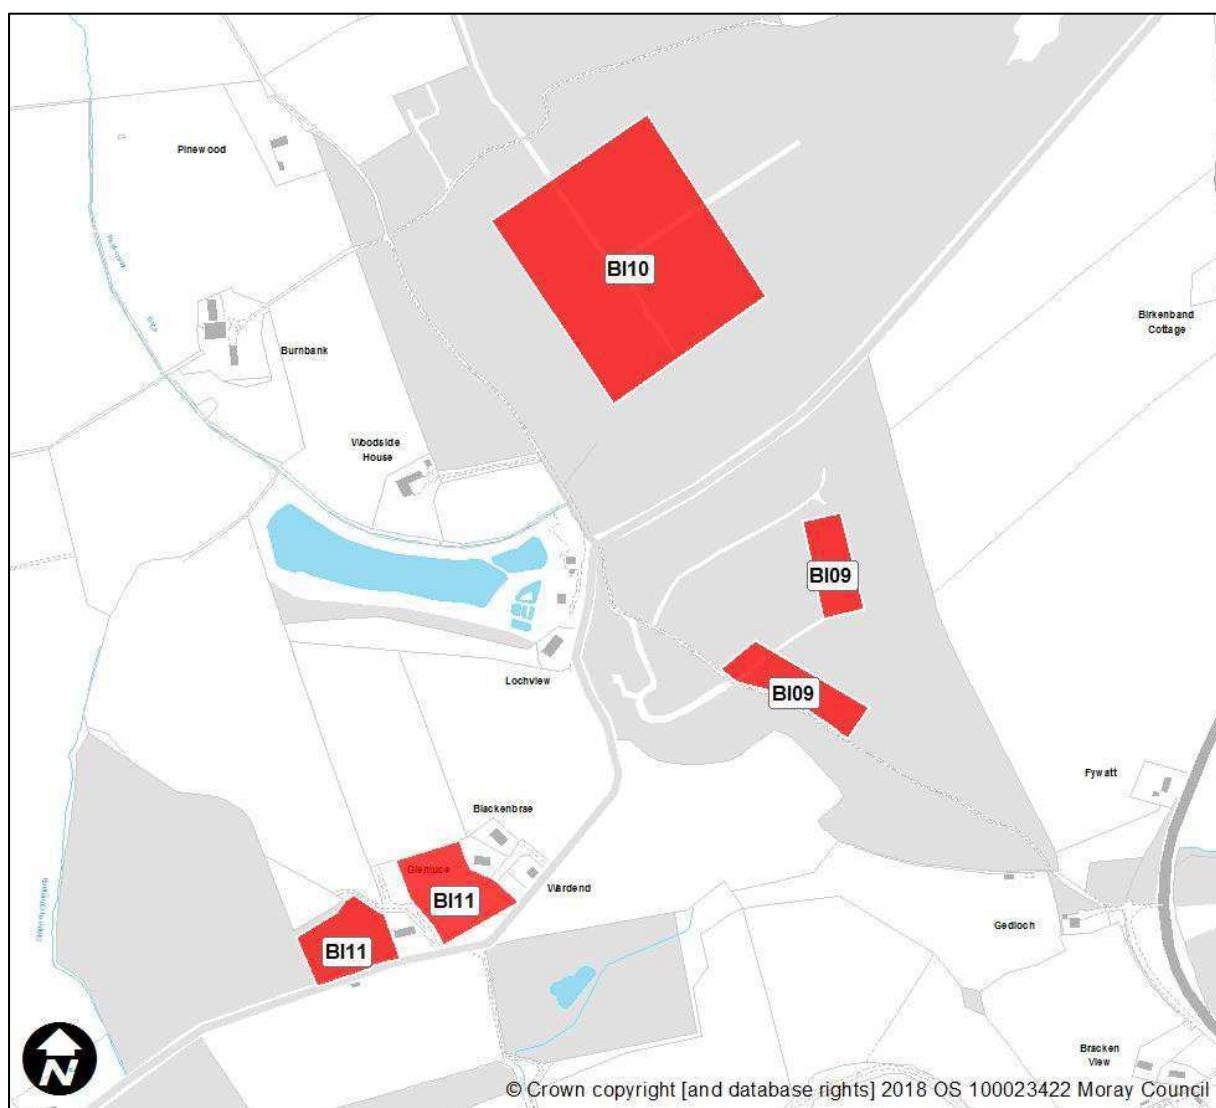 Pinewood
BI10
Birkenband
Cottage
Burnbank
Woodside
House
BI09
BI09
Lochview
Fywatt
Blackenbrae
Glenluce
Wardend
BI11
BI11
Gedloch
Bracken
View
N
© Crown copyright [and database rights] 2018 OS 100023422 Moray Council